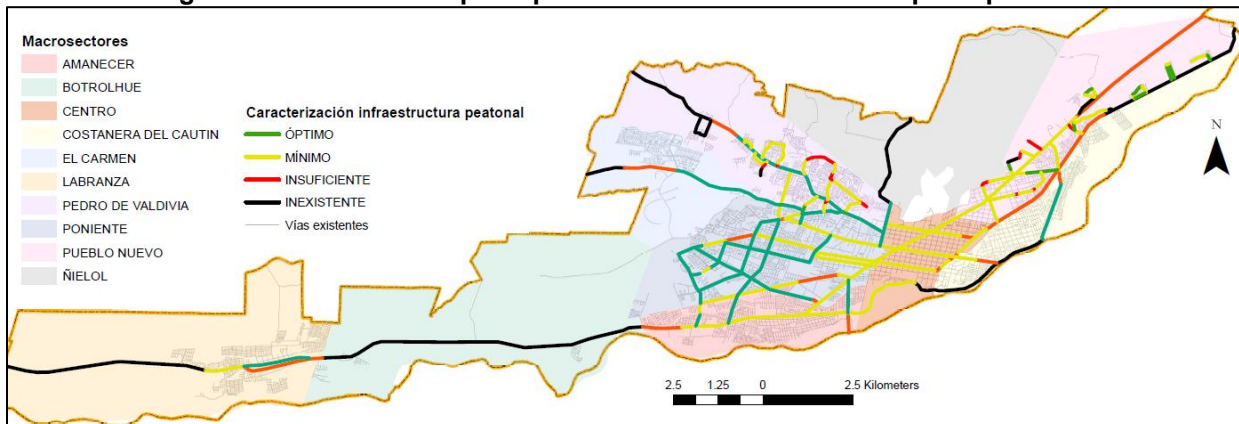 Macrosectores
AMANECER
BOTROLHUE
CENTRO
COSTANERA DEL CAUTIN
EL CARMEN
LABRANZA
PEDRO DE VALDIVIA
PONIENTE
PUEBLO NUEVO
ÑIELOL
Caracterización infraestructura peatonal
ÓPTIMO
MÍNIMO
INSUFICIENTE
INEXISTENTE
Vías existentes
N
2.5 1.25 0 2.5 Kilometers